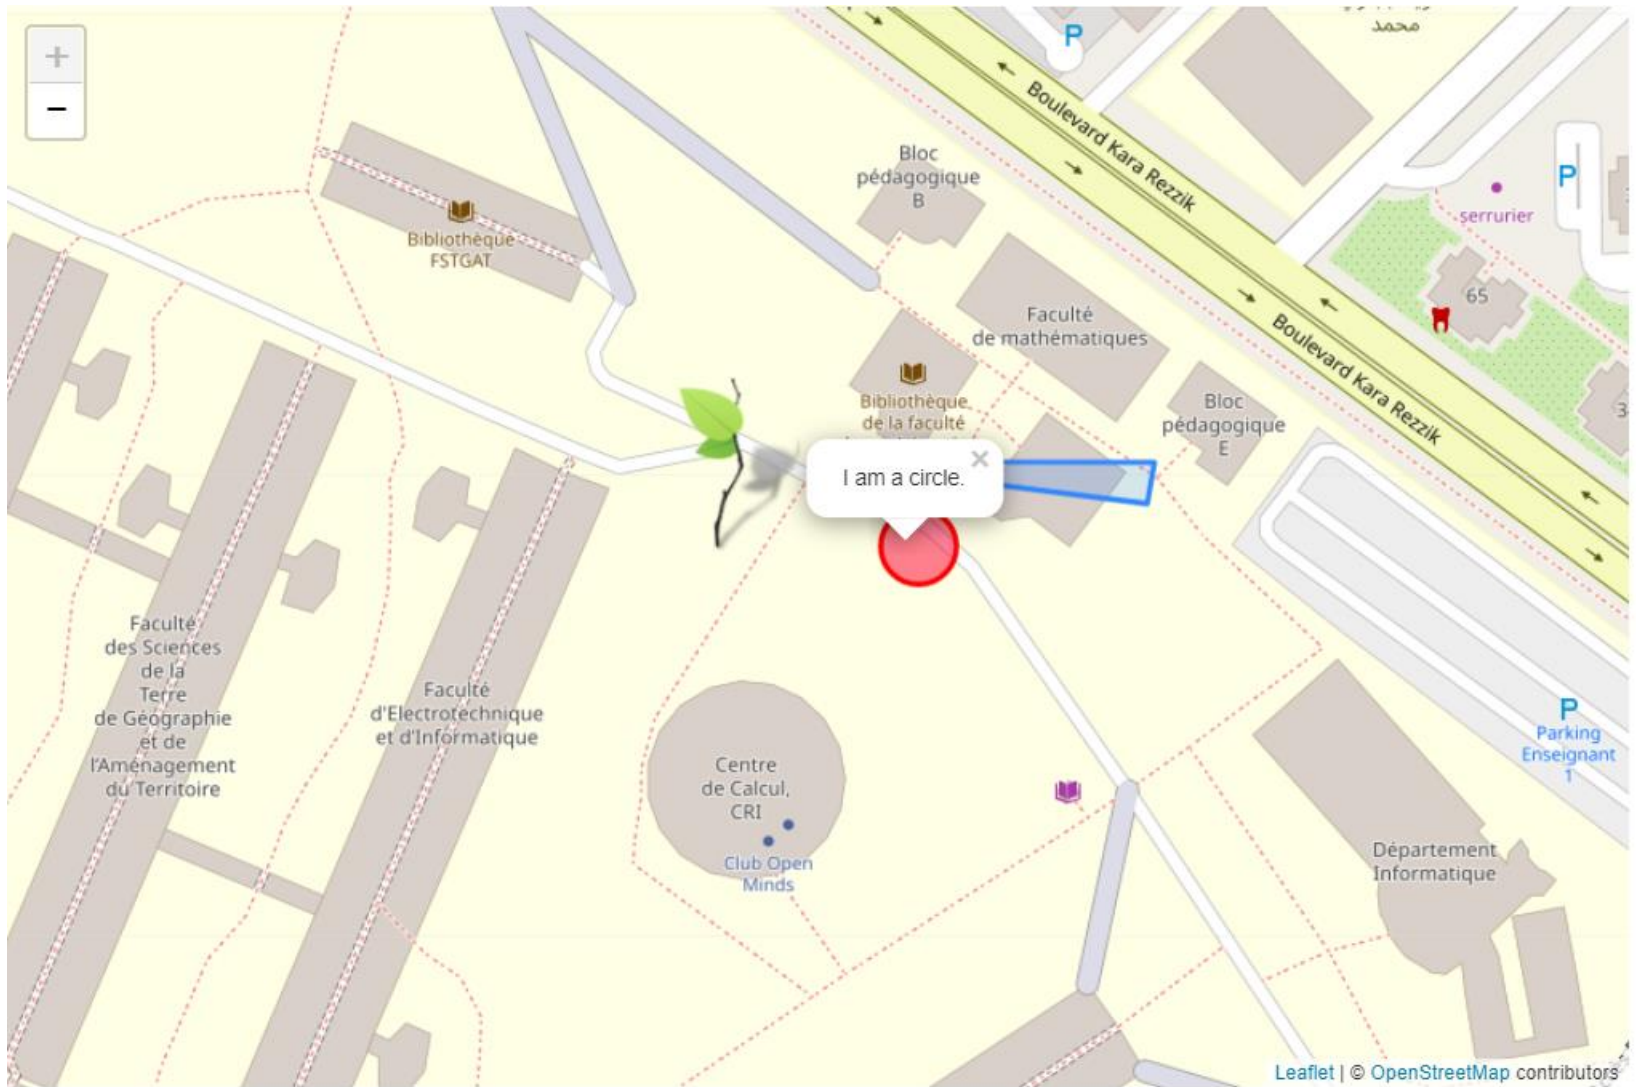 +
−
P
محمد
Boulevard Kara Rezzik
Bloc
pédagogique
B
P
serrurier
Bibliothèque
FSTGAT
65
Faculté
de mathématiques
Boulevard Kara Rezzik
Bibliothèque
de la faculté
Bloc
pédagogique
E
I am a circle.
×
Faculté
des Sciences
de la
Terre
de Géographie
et de
l'Aménagement
du Territoire
Faculté
d'Electrotechnique
et d'Informatique
Centre
de Calcul,
CRI
Club Open
Minds
P
Parking
Enseignant
1
Département
Informatique
Leaflet | © OpenStreetMap contributors